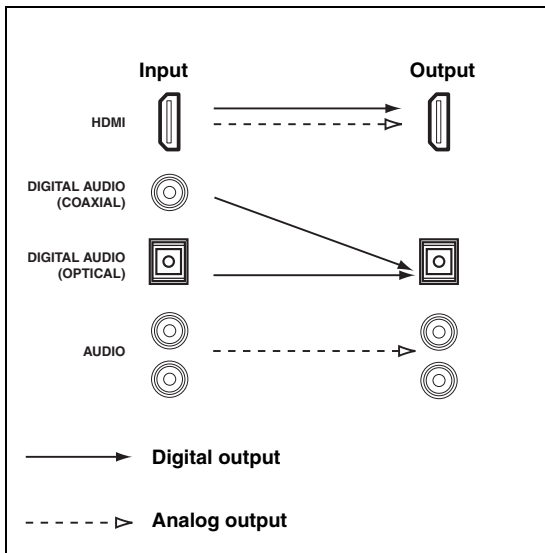 Input Output
HDMI
DIGITAL AUDIO
(COAXIAL)
DIGITAL AUDIO
(OPTICAL)
AUDIO
Digital output
Analog output